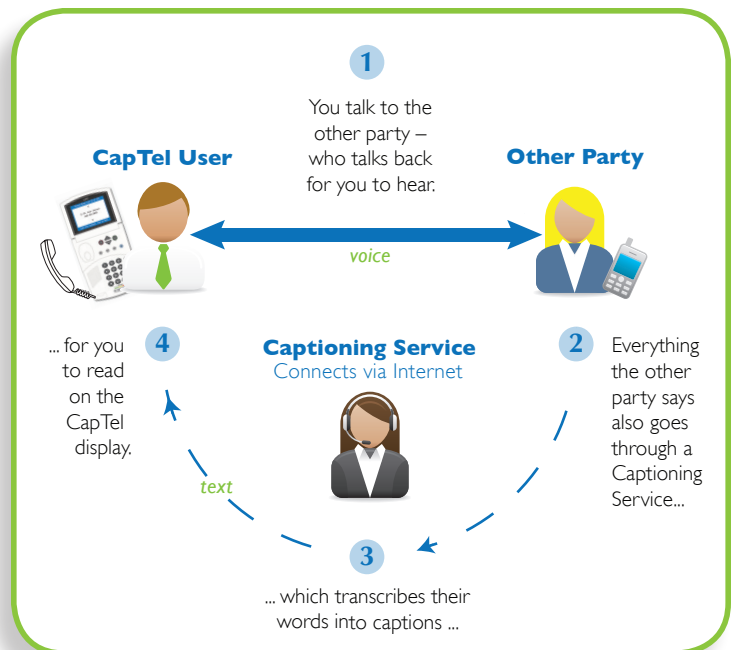 1
You talk to the
other party –
who talks back
for you to hear.
CapTel User
Other Party
voice
2
Everything
the other
party says
also goes
through a
Captioning
Service...
Captioning Service
Connects via Internet
3
... which transcribes their
words into captions ...
text
4
... for you
to read
on the
CapTel
display.